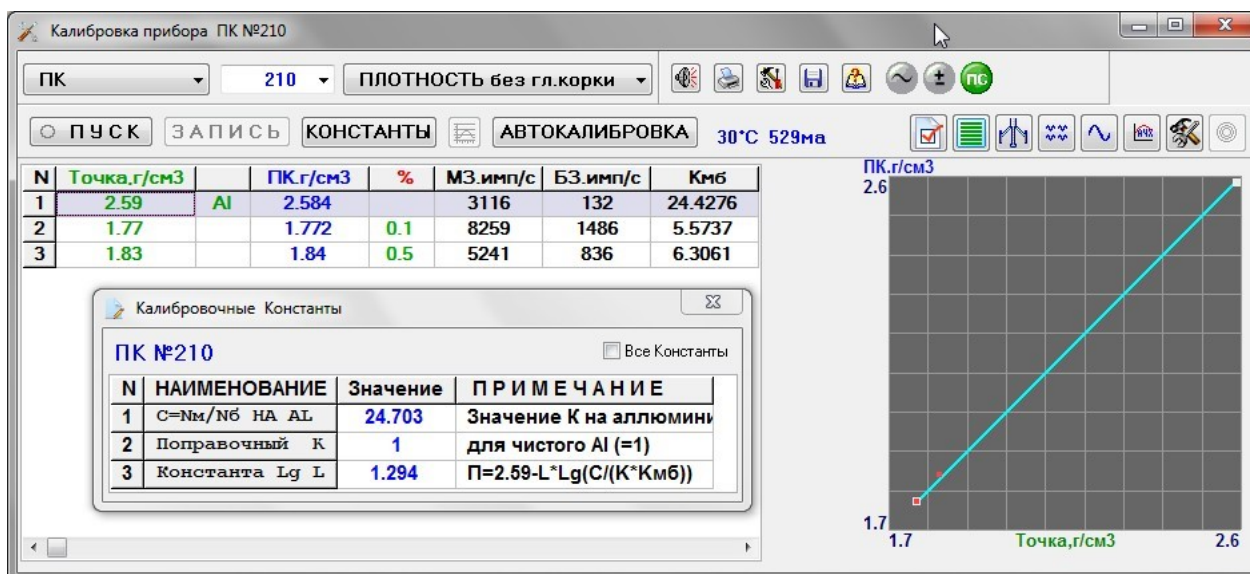 Калибровка прибора ПК №210
ПК 210 ПЛОТНОСТЬ без гл.корки ± ПС
ПУСК ЗАПИСЬ КОНСТАНТЫ АВТОКАЛИБРОВКА 30°C 529ма АЧХ
N Точка,г/см3 ПК.г/см3 % МЗ.имп/с БЗ.имп/с Кмб
1 2.59 Al 2.584 3116 132 24.4276
2 1.77 1.772 0.1 8259 1486 5.5737
3 1.83 1.84 0.5 5241 836 6.3061
Калибровочные Константы
ПК №210 Все Константы
N НАИМЕНОВАНИЕ Значение ПРИМЕЧАНИЕ
1 C=Nм/Nб НА AL 24.703 Значение К на аллюмини
2 Поправочный К 1 для чистого Al (=1)
3 Константа Lg L 1.294 П=2.59-L*Lg(C/(K*Kмб))
ПК.г/см3
2.6
1.7
1.7 Точка,г/см3 2.6